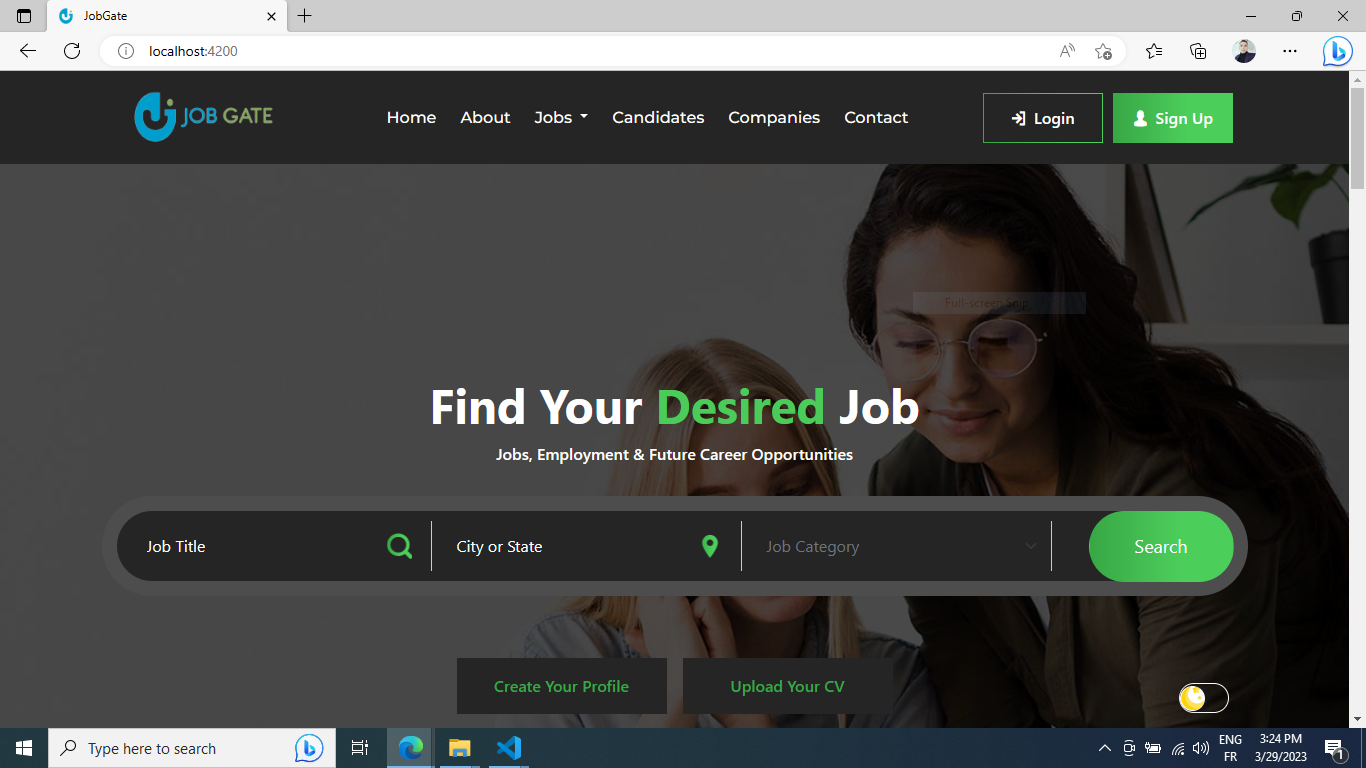 JobGate
localhost:4200
JOB GATE
Home About Jobs Candidates Companies Contact
Login
Sign Up
Full-screen Snip
Find Your Desired Job
Jobs, Employment & Future Career Opportunities
Job Title
City or State
Job Category
Search
Create Your Profile
Upload Your CV
Type here to search
ENG
FR
3:24 PM
3/29/2023
1